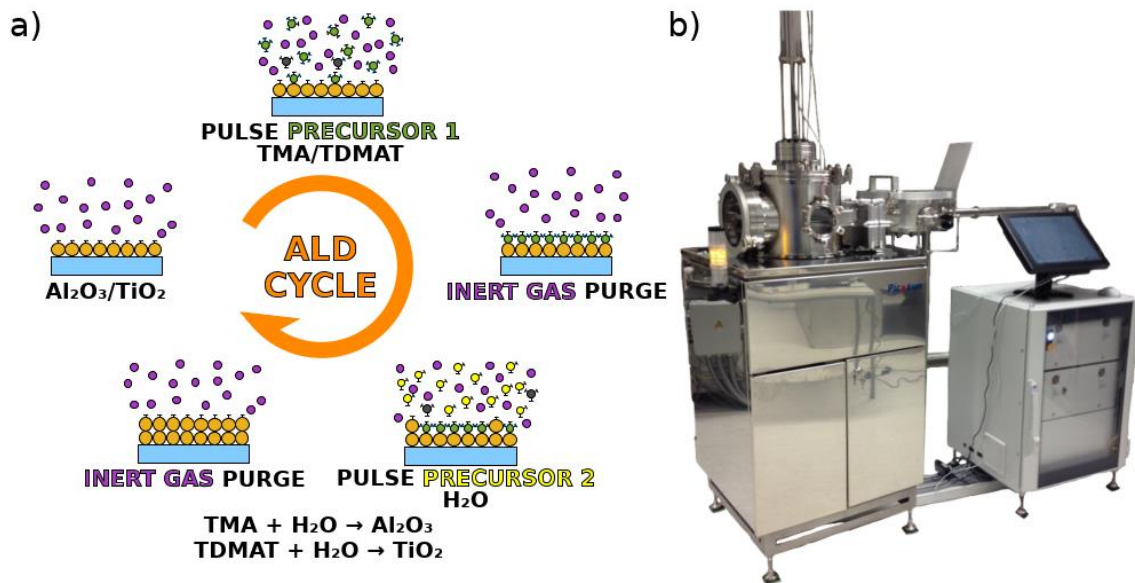 a)
b)
PULSE PRECURSOR 1
TMA/TDMAT
ALD
CYCLE
Al₂O₃/TiO₂
INERT GAS PURGE
INERT GAS PURGE
PULSE PRECURSOR 2
H₂O
TMA + H₂O → Al₂O₃
TDMAT + H₂O → TiO₂